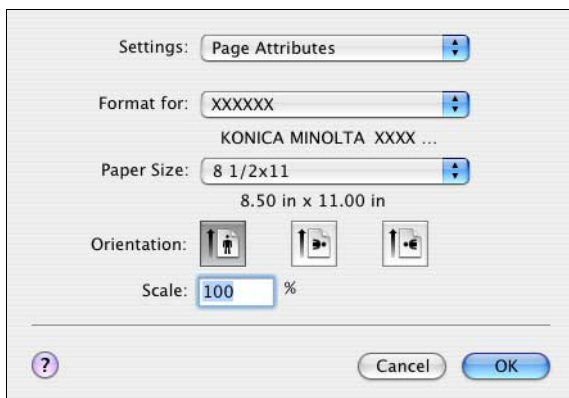 Settings: Page Attributes
Format for: XXXXXX
KONICA MINOLTA XXXX ...
Paper Size: 8 1/2x11
8.50 in x 11.00 in
Orientation:
Scale: 100 %
? Cancel OK